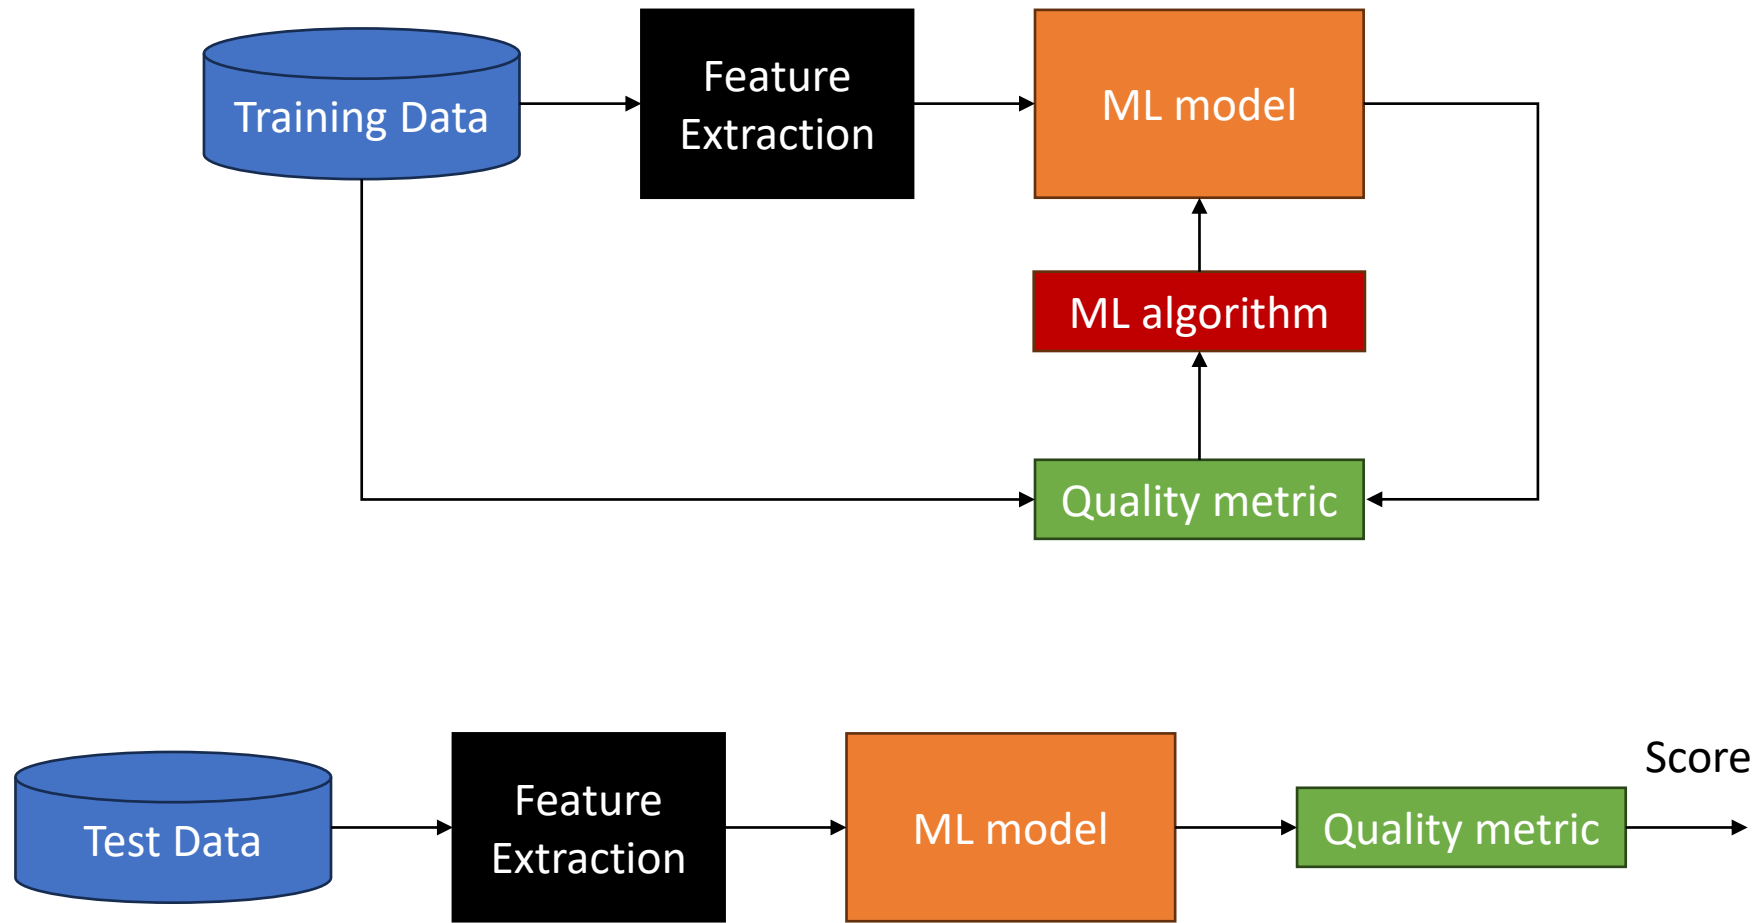 Training Data
Feature
Extraction
ML model
ML algorithm
Quality metric
Test Data
Feature
Extraction
ML model
Quality metric
Score